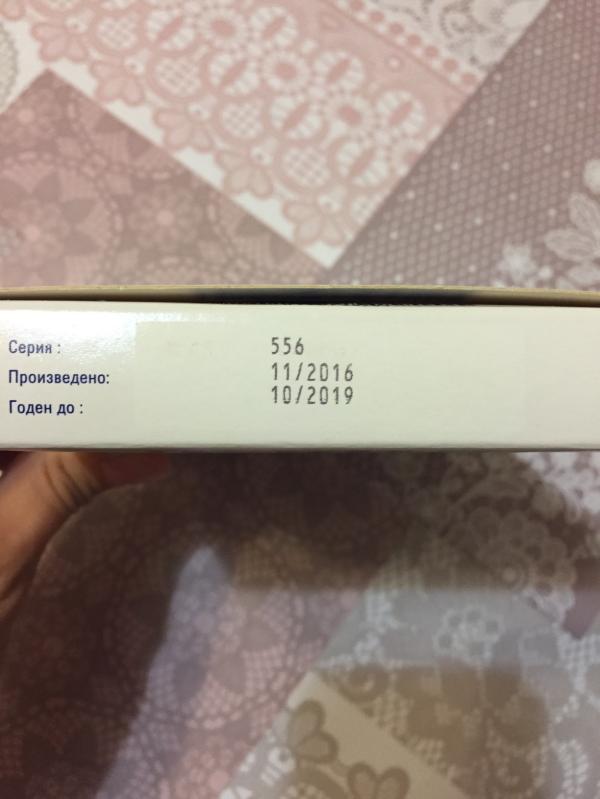 Серия : 556
Произведено: 11/2016
Годен до : 10/2019